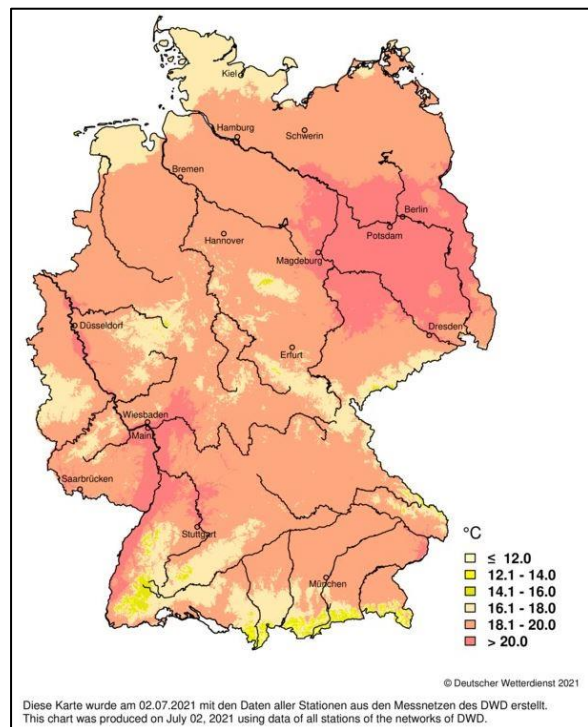 Kiel
Hamburg
Schwerin
Bremen
Berlin
Potsdam
Hannover
Magdeburg
Düsseldorf
Dresden
Erfurt
Wiesbaden
Mainz
Saarbrücken
Stuttgart
München
°C
≤ 12.0
12.1 - 14.0
14.1 - 16.0
16.1 - 18.0
18.1 - 20.0
> 20.0
© Deutscher Wetterdienst 2021
Diese Karte wurde am 02.07.2021 mit den Daten aller Stationen aus den Messnetzen des DWD erstellt.
This chart was produced on July 02, 2021 using data of all stations of the networks of DWD.